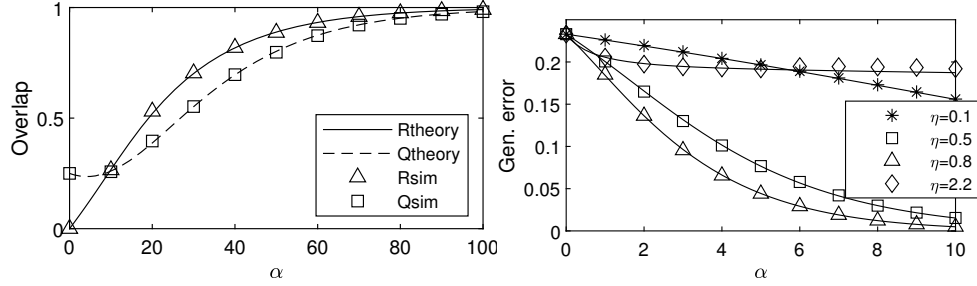 Overlap
1
0.5
0
0 20 40 60 80 100
α
Rtheory
Qtheory
Rsim
Qsim
Gen. error
0.2
0.15
0.1
0.05
0
0 2 4 6 8 10
α
η=0.1
η=0.5
η=0.8
η=2.2